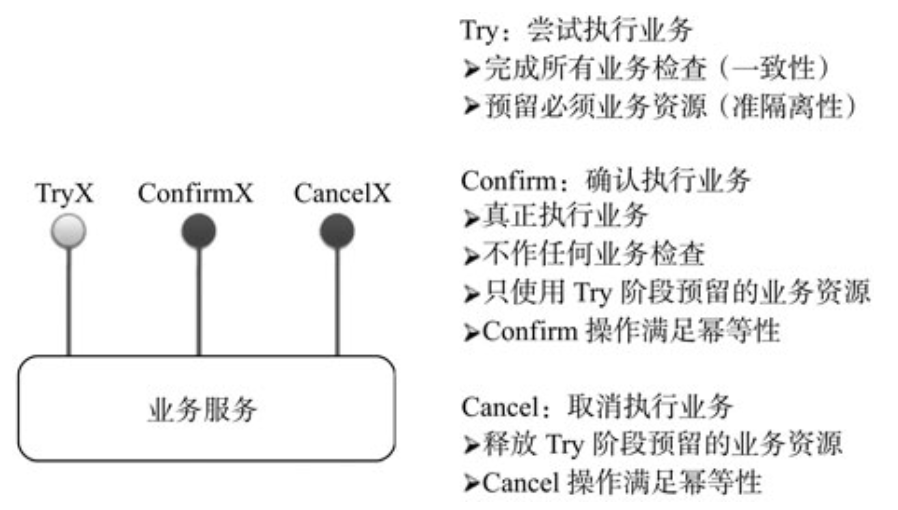 TryX ConfirmX CancelX
业务服务
Try：尝试执行业务
➤完成所有业务检查（一致性）
➤预留必须业务资源（准隔离性）
Confirm：确认执行业务
➤真正执行业务
➤不作任何业务检查
➤只使用 Try 阶段预留的业务资源
➤Confirm 操作满足幂等性
Cancel：取消执行业务
➤释放 Try 阶段预留的业务资源
➤Cancel 操作满足幂等性